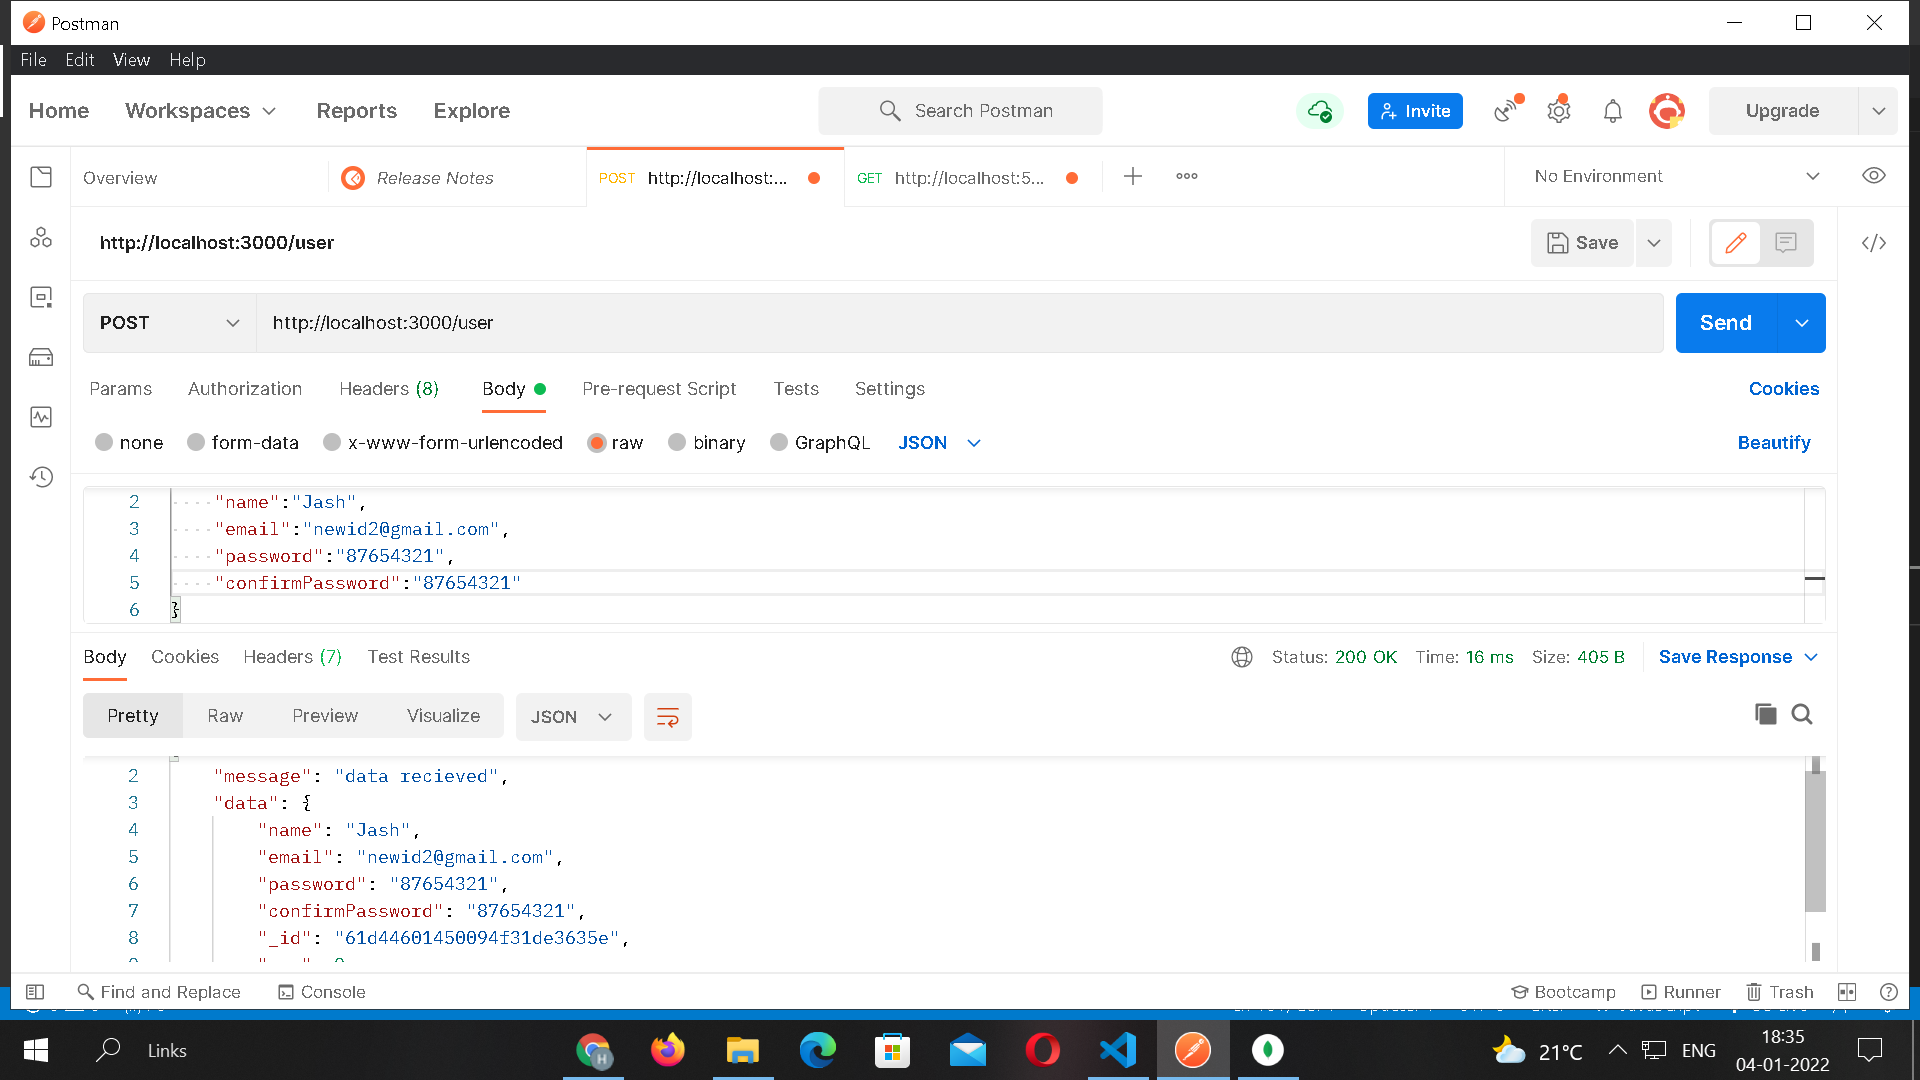 Postman
File Edit View Help
Home Workspaces Reports Explore Search Postman Invite Upgrade
Overview Release Notes POST http://localhost:... GET http://localhost:5... No Environment
http://localhost:3000/user Save
POST http://localhost:3000/user Send
Params Authorization Headers (8) Body Pre-request Script Tests Settings Cookies
none form-data x-www-form-urlencoded raw binary GraphQL JSON Beautify
2 "name":"Jash",
3 "email":"newid2@gmail.com",
4 "password":"87654321",
5 "confirmPassword":"87654321"
6 }
Body Cookies Headers (7) Test Results Status: 200 OK Time: 16 ms Size: 405 B Save Response
Pretty Raw Preview Visualize JSON
2 "message": "data recieved",
3 "data": {
4 "name": "Jash",
5 "email": "newid2@gmail.com",
6 "password": "87654321",
7 "confirmPassword": "87654321",
8 "_id": "61d44601450094f31de3635e",
Find and Replace Console Bootcamp Runner Trash
Links H 21°C ENG 18:35
04-01-2022